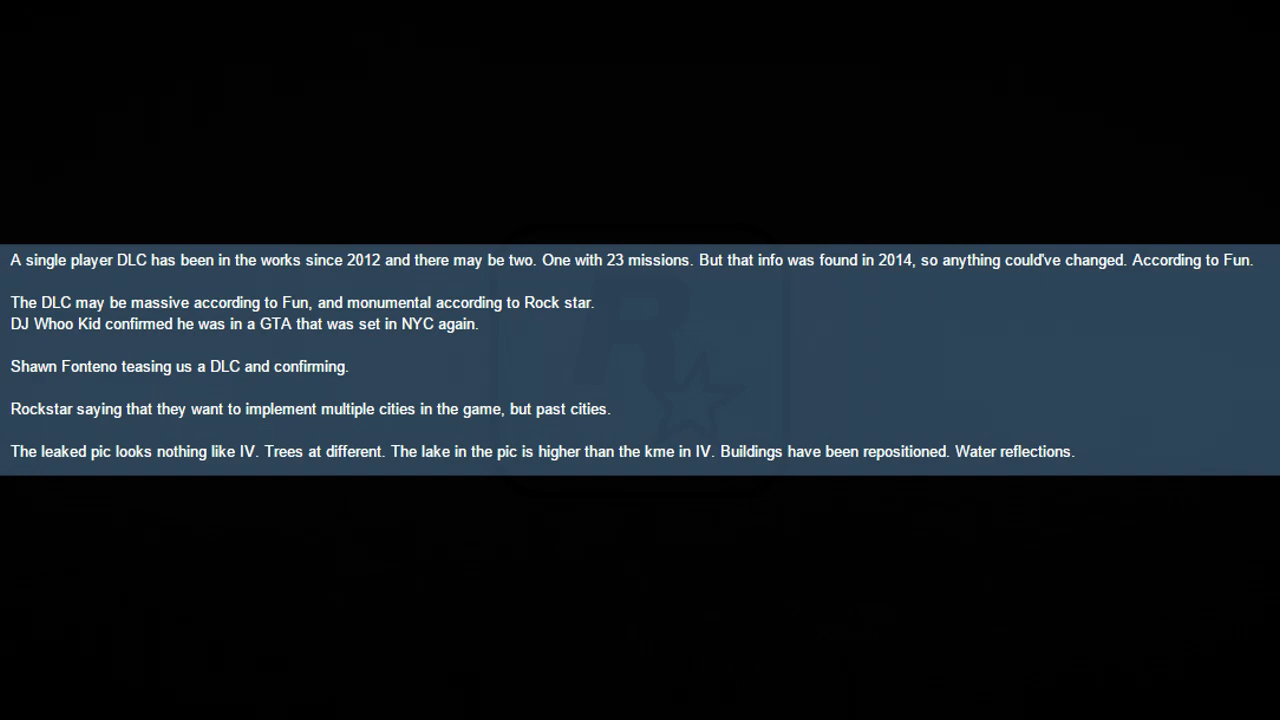 A single player DLC has been in the works since 2012 and there may be two. One with 23 missions. But that info was found in 2014, so anything could've changed. According to Fun.
The DLC may be massive according to Fun, and monumental according to Rock star.
DJ Whoo Kid confirmed he was in a GTA that was set in NYC again.
Shawn Fonteno teasing us a DLC and confirming.
Rockstar saying that they want to implement multiple cities in the game, but past cities.
The leaked pic looks nothing like IV. Trees at different. The lake in the pic is higher than the kme in IV. Buildings have been repositioned. Water reflections.